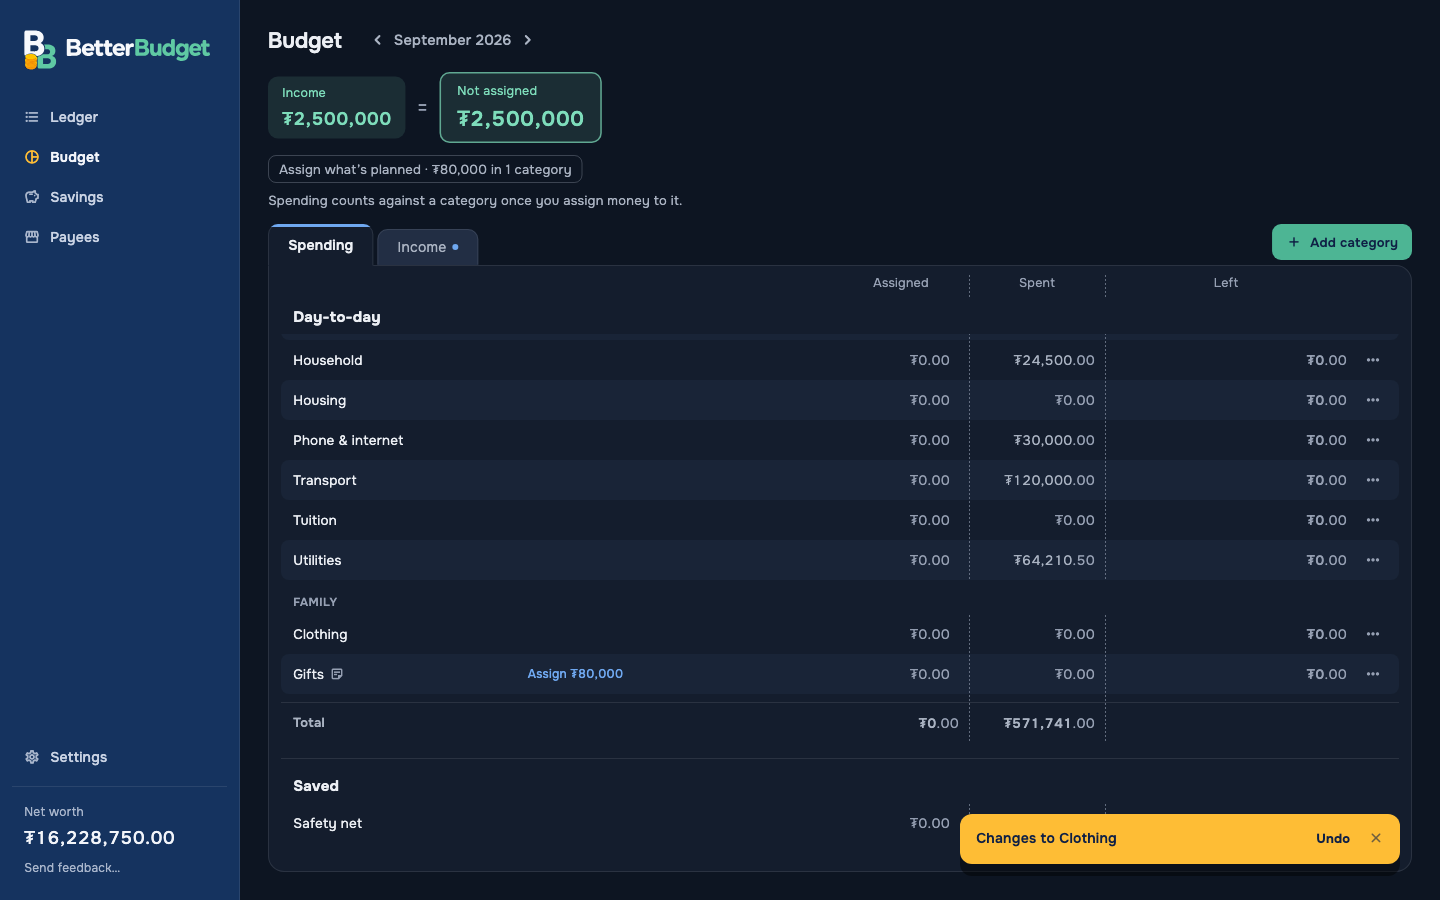 BetterBudget
Ledger
Budget
Savings
Payees
Settings
Net worth
₮16,228,750.00
Send feedback...
Budget
September 2026
Income
₮2,500,000
=
Not assigned
₮2,500,000
Assign what's planned · ₮80,000 in 1 category
Spending counts against a category once you assign money to it.
Spending
Income
+ Add category
Assigned Spent Left
Day-to-day
Household ₮0.00 ₮24,500.00 ₮0.00
Housing ₮0.00 ₮0.00 ₮0.00
Phone & internet ₮0.00 ₮30,000.00 ₮0.00
Transport ₮0.00 ₮120,000.00 ₮0.00
Tuition ₮0.00 ₮0.00 ₮0.00
Utilities ₮0.00 ₮64,210.50 ₮0.00
FAMILY
Clothing ₮0.00 ₮0.00 ₮0.00
Gifts Assign ₮80,000 ₮0.00 ₮0.00 ₮0.00
Total ₮0.00 ₮571,741.00
Saved
Safety net ₮0.00
Changes to Clothing Undo